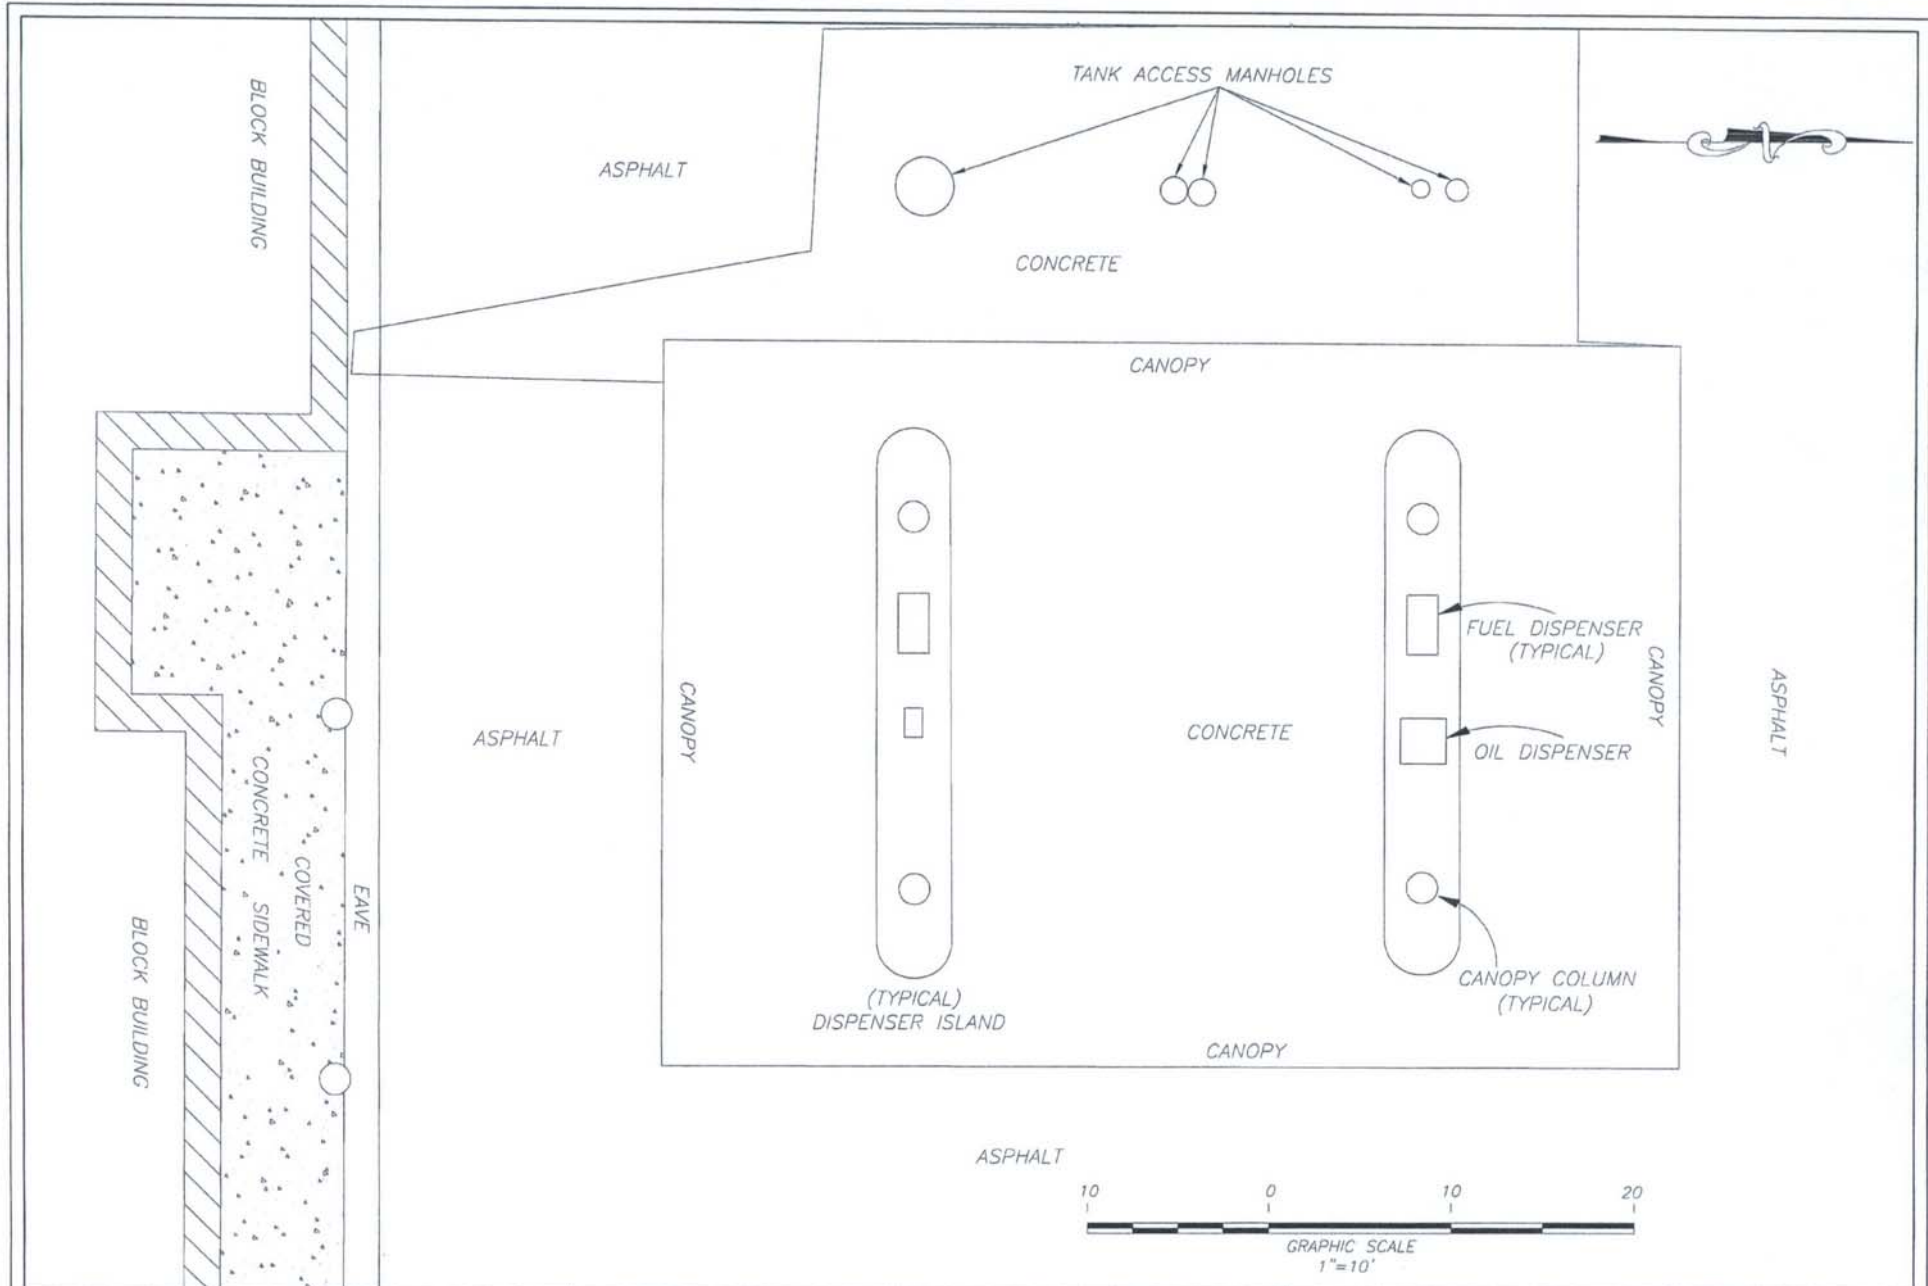 TANK ACCESS MANHOLES
BLOCK BUILDING
ASPHALT
CONCRETE
CANOPY
FUEL DISPENSER
(TYPICAL)
CANOPY
CANOPY
ASPHALT
ASPHALT
CONCRETE
OIL DISPENSER
CONCRETE SIDEWALK
COVERED
EAVE
BLOCK BUILDING
(TYPICAL)
DISPENSER ISLAND
CANOPY COLUMN
(TYPICAL)
CANOPY
ASPHALT
10 0 10 20
GRAPHIC SCALE
1"=10'